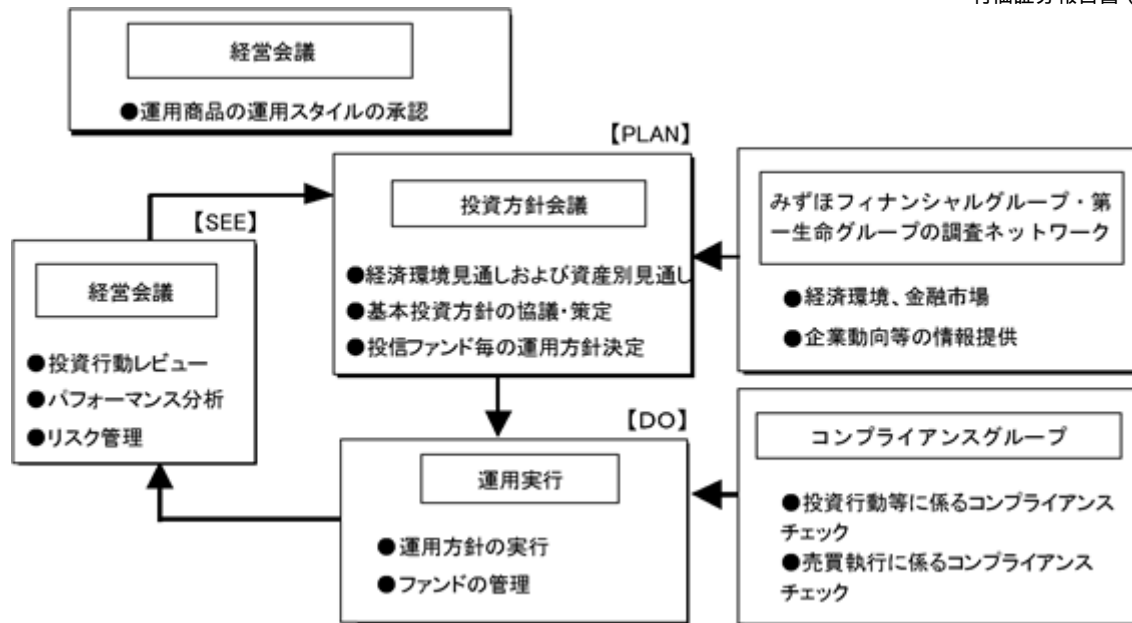 経営会議
●運用商品の運用スタイルの承認
【PLAN】
投資方針会議
●経済環境見通しおよび資産別見通し
●基本投資方針の協議・策定
●投信ファンド毎の運用方針決定
みずほフィナンシャルグループ・第
一生命グループの調査ネットワーク
●経済環境、金融市場
●企業動向等の情報提供
【SEE】
経営会議
●投資行動レビュー
●パフォーマンス分析
●リスク管理
【DO】
運用実行
●運用方針の実行
●ファンドの管理
コンプライアンスグループ
●投資行動等に係るコンプライアンス
チェック
●売買執行に係るコンプライアンス
チェック